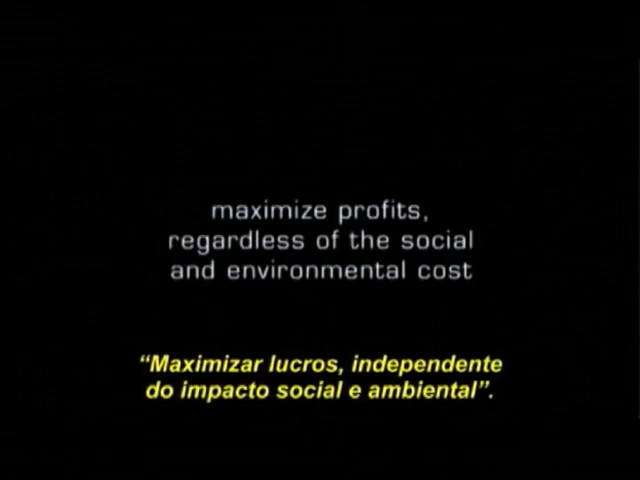 maximize profits,
regardless of the social
and environmental cost
“Maximizar lucros, independente
do impacto social e ambiental”.